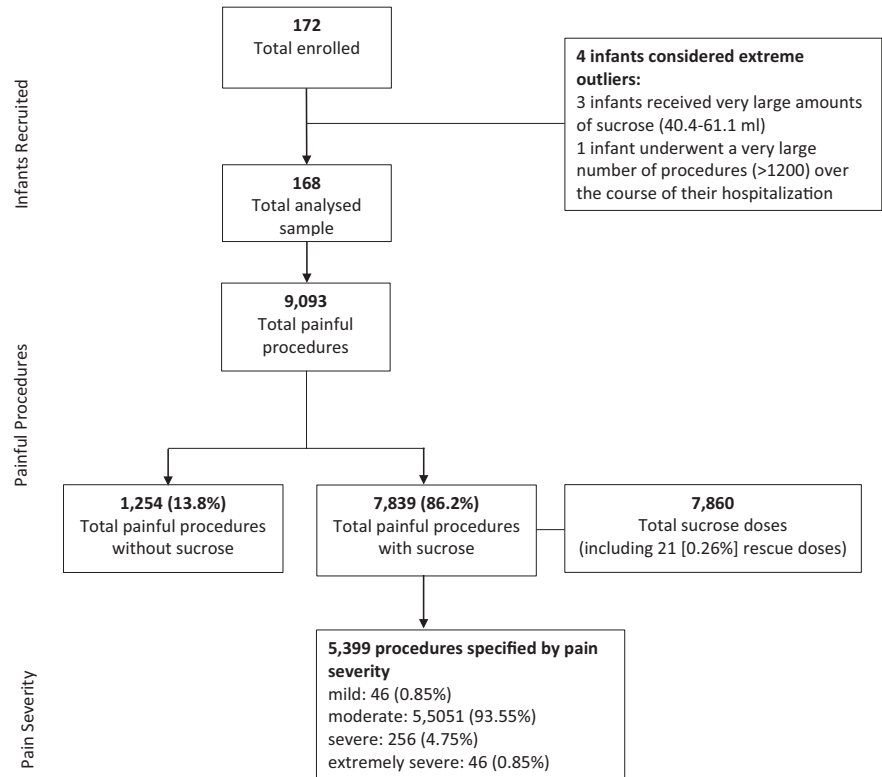 172
Total enrolled
4 infants considered extreme
outliers:
3 infants received very large amounts
of sucrose (40.4-61.1 ml)
1 infant underwent a very large
number of procedures (>1200) over
the course of their hospitalization
Infants Recruited
168
Total analysed
sample
9,093
Total painful
procedures
Painful Procedures
1,254 (13.8%)
Total painful procedures
without sucrose
7,839 (86.2%)
Total painful procedures
with sucrose
7,860
Total sucrose doses
(including 21 [0.26%] rescue doses)
5,399 procedures specified by pain
severity
mild: 46 (0.85%)
moderate: 5,5051 (93.55%)
severe: 256 (4.75%)
extremely severe: 46 (0.85%)
Pain Severity